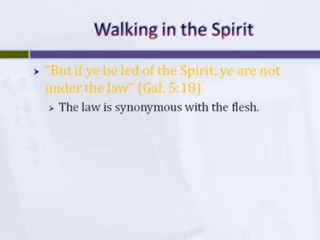 Walking in the Spirit
"But if ye be led of the Spirit, ye are not
under the law" (Gal. 5:18)
The law is synonymous with the flesh.